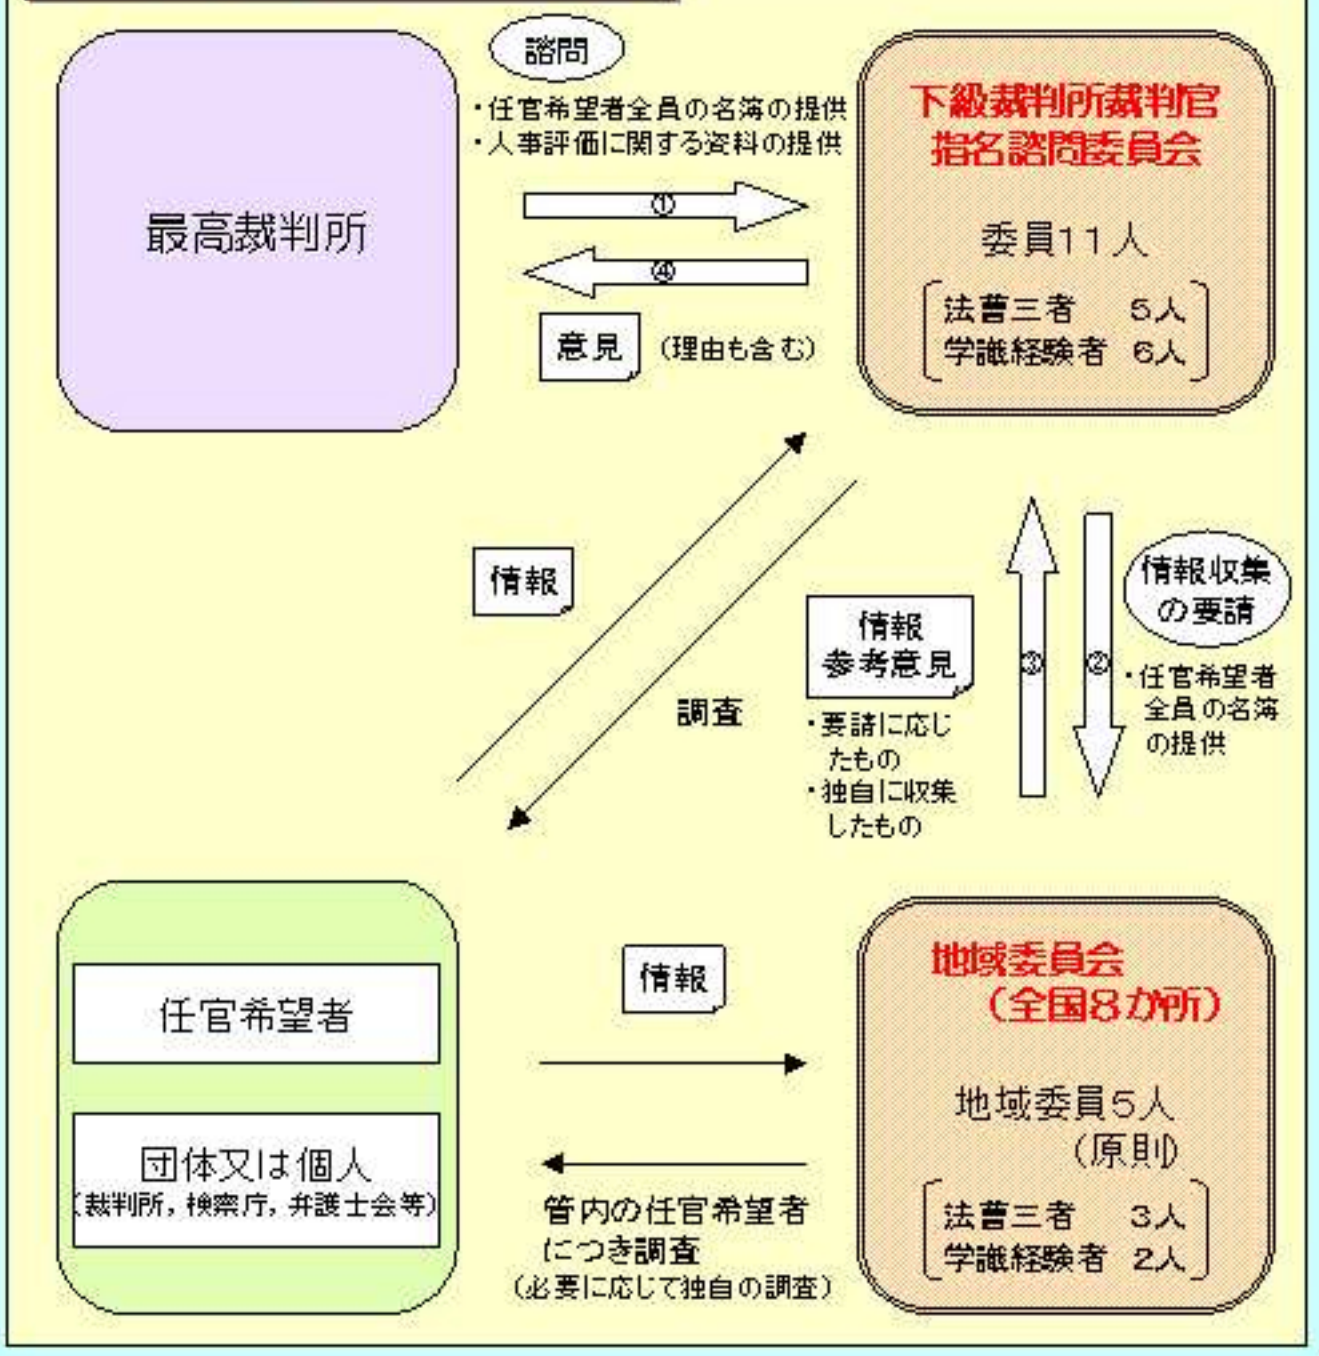 最高裁判所
諮問
・任官希望者全員の名簿の提供
・人事評価に関する資料の提供
①
④
意見 (理由も含む)
下級裁判所裁判官
指名諮問委員会
委員11人
法曹三者 5人
学識経験者 6人
情報
調査
情報
参考意見
・要請に応じ
たもの
・独自に収集
したもの
③
②
情報収集
の要請
・任官希望者
全員の名簿
の提供
任官希望者
団体又は個人
(裁判所,検察庁,弁護士会等)
情報
管内の任官希望者
につき調査
(必要に応じて独自の調査)
地域委員会
(全国8か所)
地域委員5人
(原則)
法曹三者 3人
学識経験者 2人